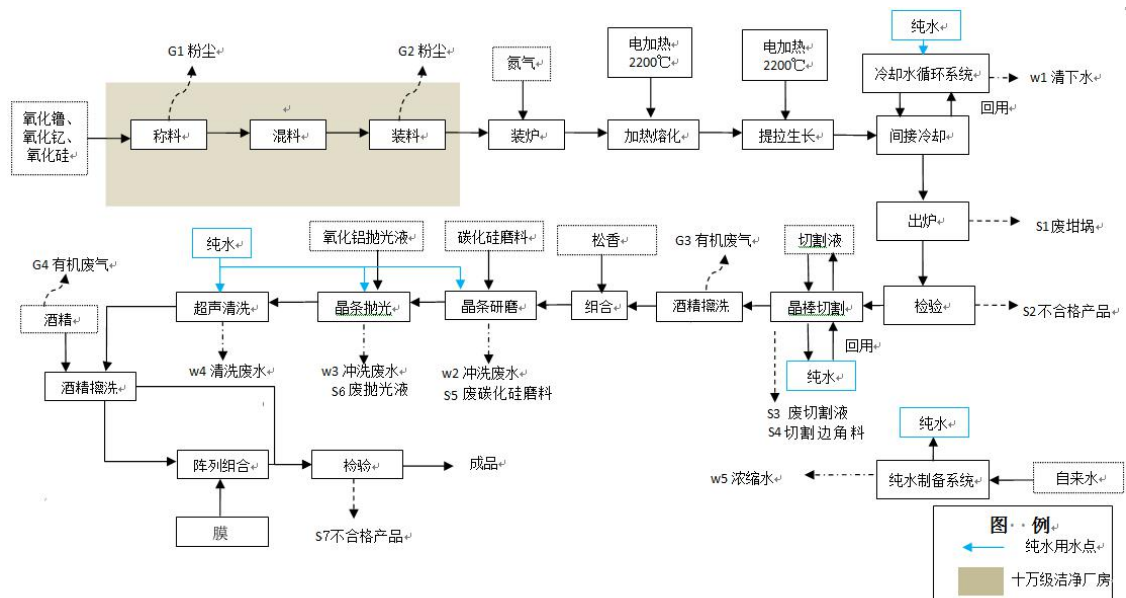 G1 粉尘
G2 粉尘
氮气
电加热
2200℃
电加热
2200℃
纯水
冷却水循环系统
w1 清下水
回用
氧化镥、
氧化钇、
氧化硅
称料
混料
装料
装炉
加热熔化
提拉生长
间接冷却
出炉
S1废坩埚
纯水
氧化铝抛光液
碳化硅磨料
松香
G3 有机废气
切割液
G4 有机废气
酒精
超声清洗
晶条抛光
晶条研磨
组合
酒精擦洗
晶棒切割
检验
S2不合格产品
回用
w4 清洗废水
w3 冲洗废水
S6 废抛光液
w2 冲洗废水
S5 废碳化硅磨料
纯水
酒精擦洗
S3 废切割液
S4切割边角料
纯水
阵列组合
检验
成品
w5 浓缩水
纯水制备系统
自来水
膜
S7不合格产品
图··例
纯水用水点
十万级洁净厂房